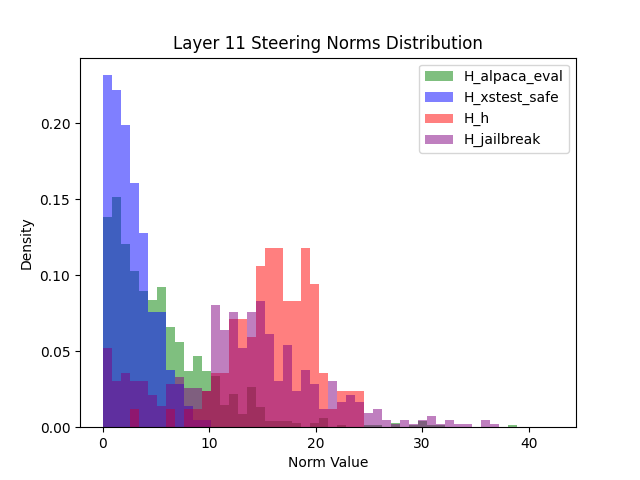 Layer 11 Steering Norms Distribution
H_alpaca_eval
H_xstest_safe
H_h
H_jailbreak
Density
0.20
0.15
0.10
0.05
0.00
0
10
20
30
40
Norm Value